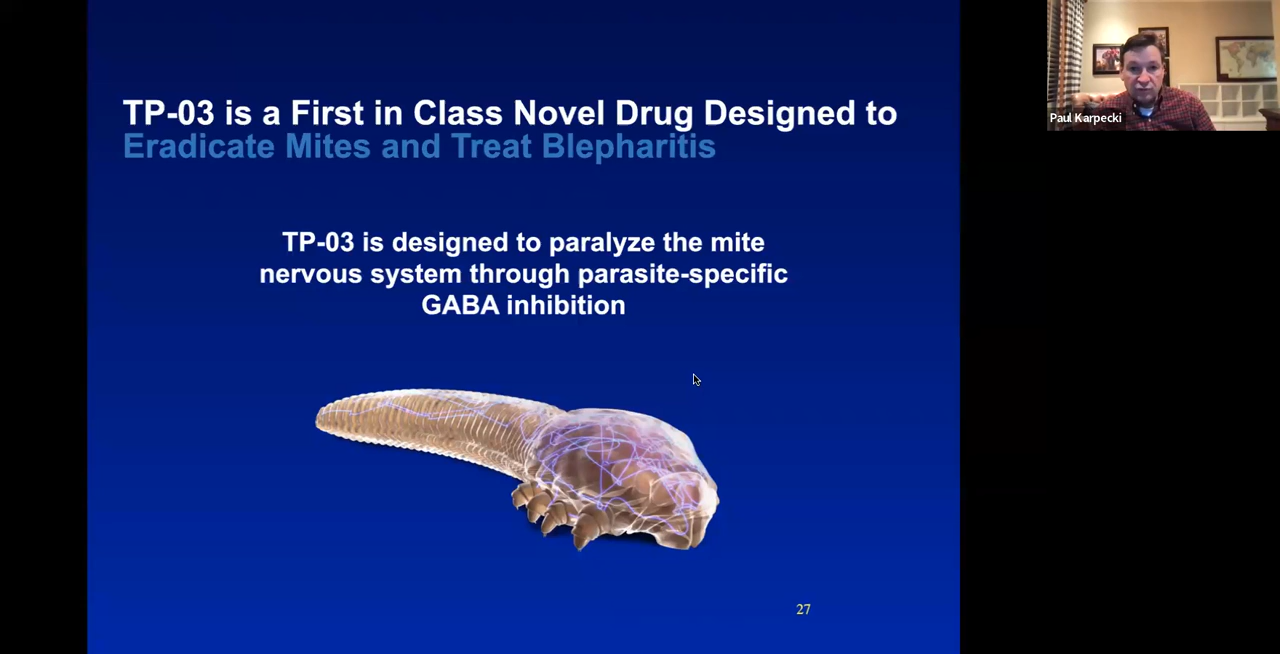 TP-03 is a First in Class Novel Drug Designed to
Eradicate Mites and Treat Blepharitis
TP-03 is designed to paralyze the mite
nervous system through parasite-specific
GABA inhibition
27
Paul Karpecki